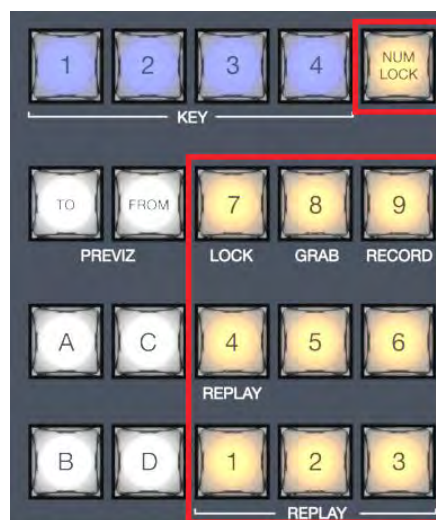 1 2 3 4 NUM LOCK
KEY
TO FROM 7 8 9
PREVIZ LOCK GRAB RECORD
A C 4 5 6
REPLAY
B D 1 2 3
REPLAY